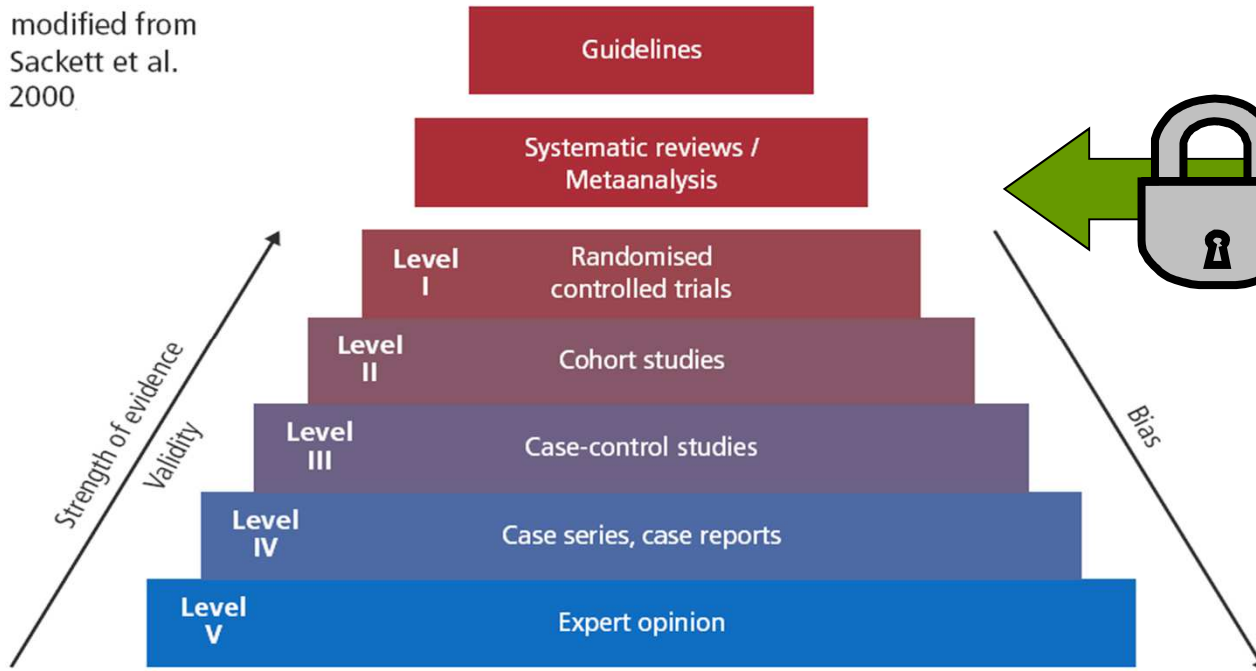 modified from
Sackett et al.
2000
Guidelines
Systematic reviews /
Metaanalysis
Level
I
Randomised
controlled trials
Level
II
Cohort studies
Level
III
Case-control studies
Level
IV
Case series, case reports
Level
V
Expert opinion
Strength of evidence
Validity
Bias